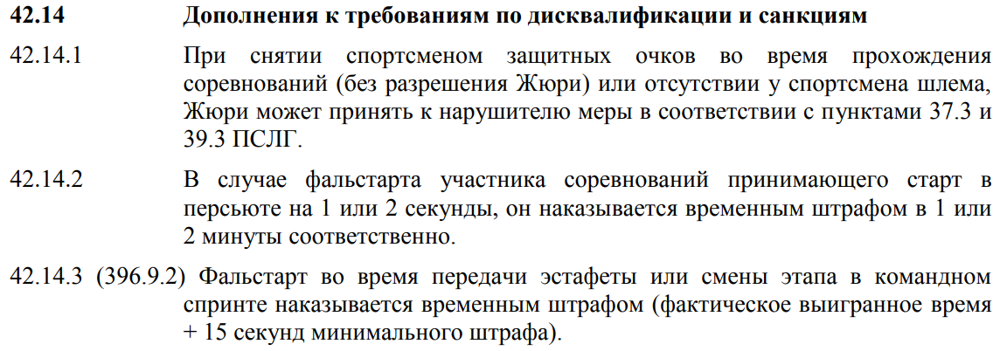 42.14 Дополнения к требованиям по дисквалификации и санкциям
42.14.1 При снятии спортсменом защитных очков во время прохождения
соревнований (без разрешения Жюри) или отсутствии у спортсмена шлема,
Жюри может принять к нарушителю меры в соответствии с пунктами 37.3 и
39.3 ПСЛГ.
42.14.2 В случае фальстарта участника соревнований принимающего старт в
персьюте на 1 или 2 секунды, он наказывается временным штрафом в 1 или
2 минуты соответственно.
42.14.3 (396.9.2) Фальстарт во время передачи эстафеты или смены этапа в командном
спринте наказывается временным штрафом (фактическое выигранное время
+ 15 секунд минимального штрафа).